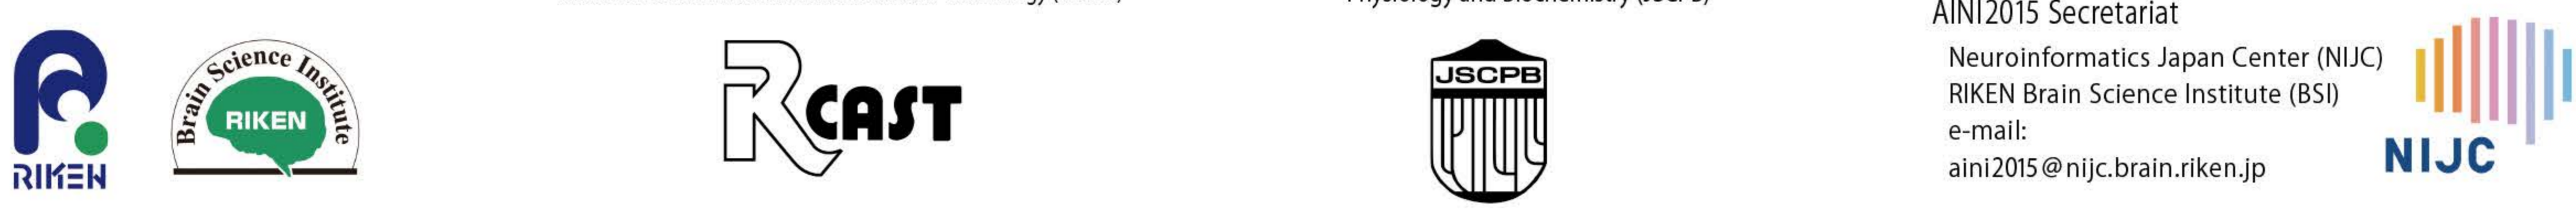 Physiology and Biochemistry (JSCPB)
AINI2015 Secretariat
Neuroinformatics Japan Center (NIJC)
RIKEN Brain Science Institute (BSI)
e-mail:
aini2015@nijc.brain.riken.jp
RIKEN
Brain Science Institute
RIKEN
RCAST
JSCPB
NIJC